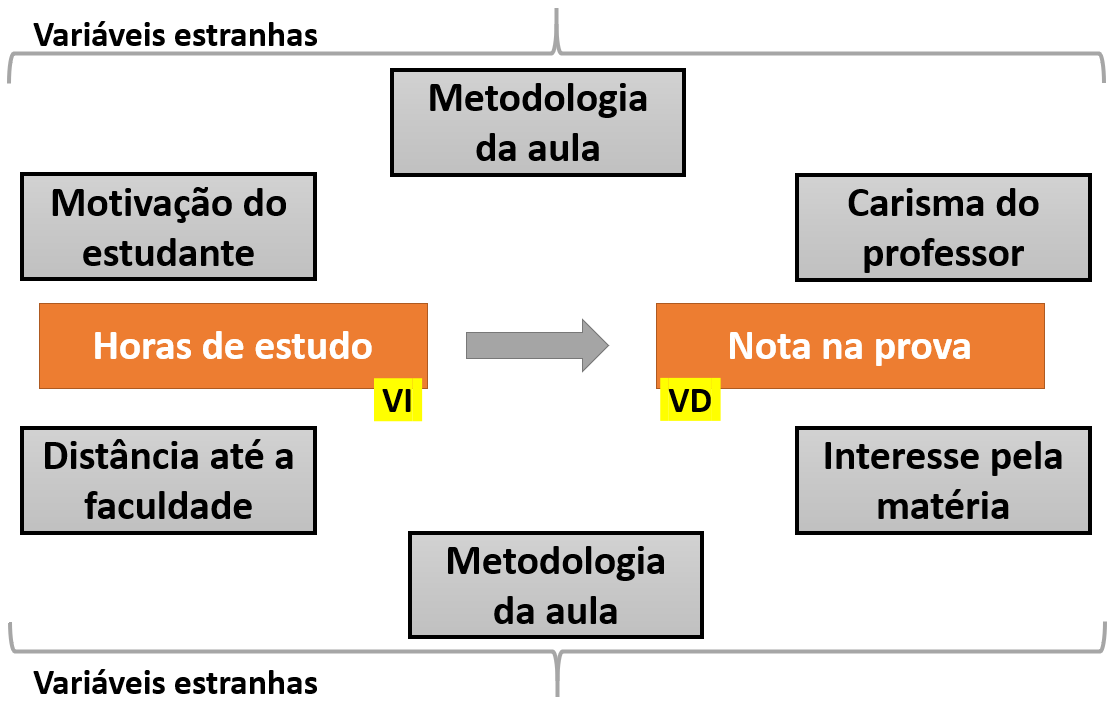 Variáveis estranhas
Metodologia
da aula
Motivação do
estudante
Carisma do
professor
Horas de estudo
VI
Nota na prova
VD
Distância até a
faculdade
Interesse pela
matéria
Metodologia
da aula
Variáveis estranhas